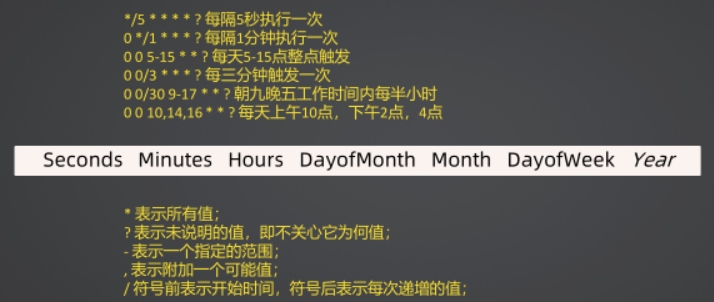 */5 * * * * ? 每隔5秒执行一次
0 */1 * * * ? 每隔1分钟执行一次
0 0 5-15 * * ? 每天5-15点整点触发
0 0/3 * * * ? 每三分钟触发一次
0 0/30 9-17 * * ? 朝九晚五工作时间内每半小时
0 0 10,14,16 * * ? 每天上午10点，下午2点，4点
Seconds Minutes Hours DayofMonth Month DayofWeek Year
* 表示所有值；
? 表示未说明的值，即不关心它为何值；
- 表示一个指定的范围；
, 表示附加一个可能值；
/ 符号前表示开始时间，符号后表示每次递增的值；